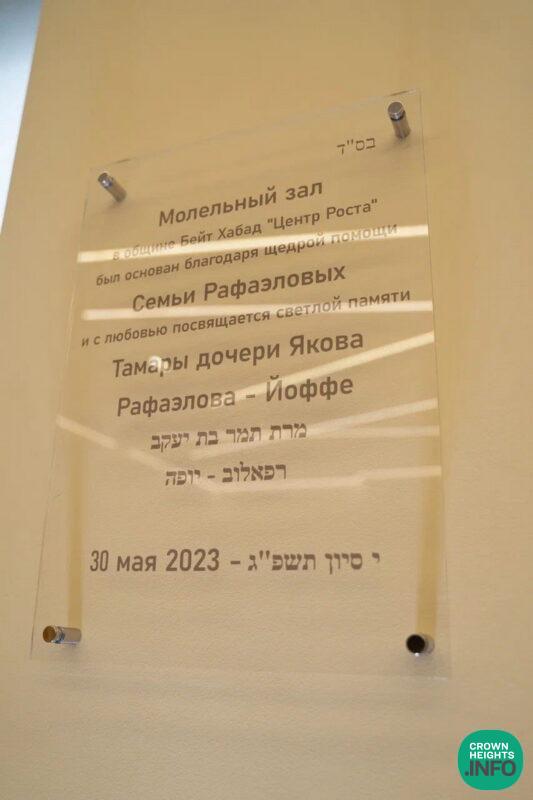 בס"ד
Молельный зал
в общине Бейт Хабад "Центр Роста"
был основан благодаря щедрой помощи
Семьи Рафаэловых
и с любовью посвящается светлой памяти
Тамары дочери Якова
Рафаэлова - Йоффе
מרת תמר בת יעקב
רפאלוב - יופה
30 мая 2023 - י סיון תשפ"ג
CROWN
HEIGHTS
.INFO